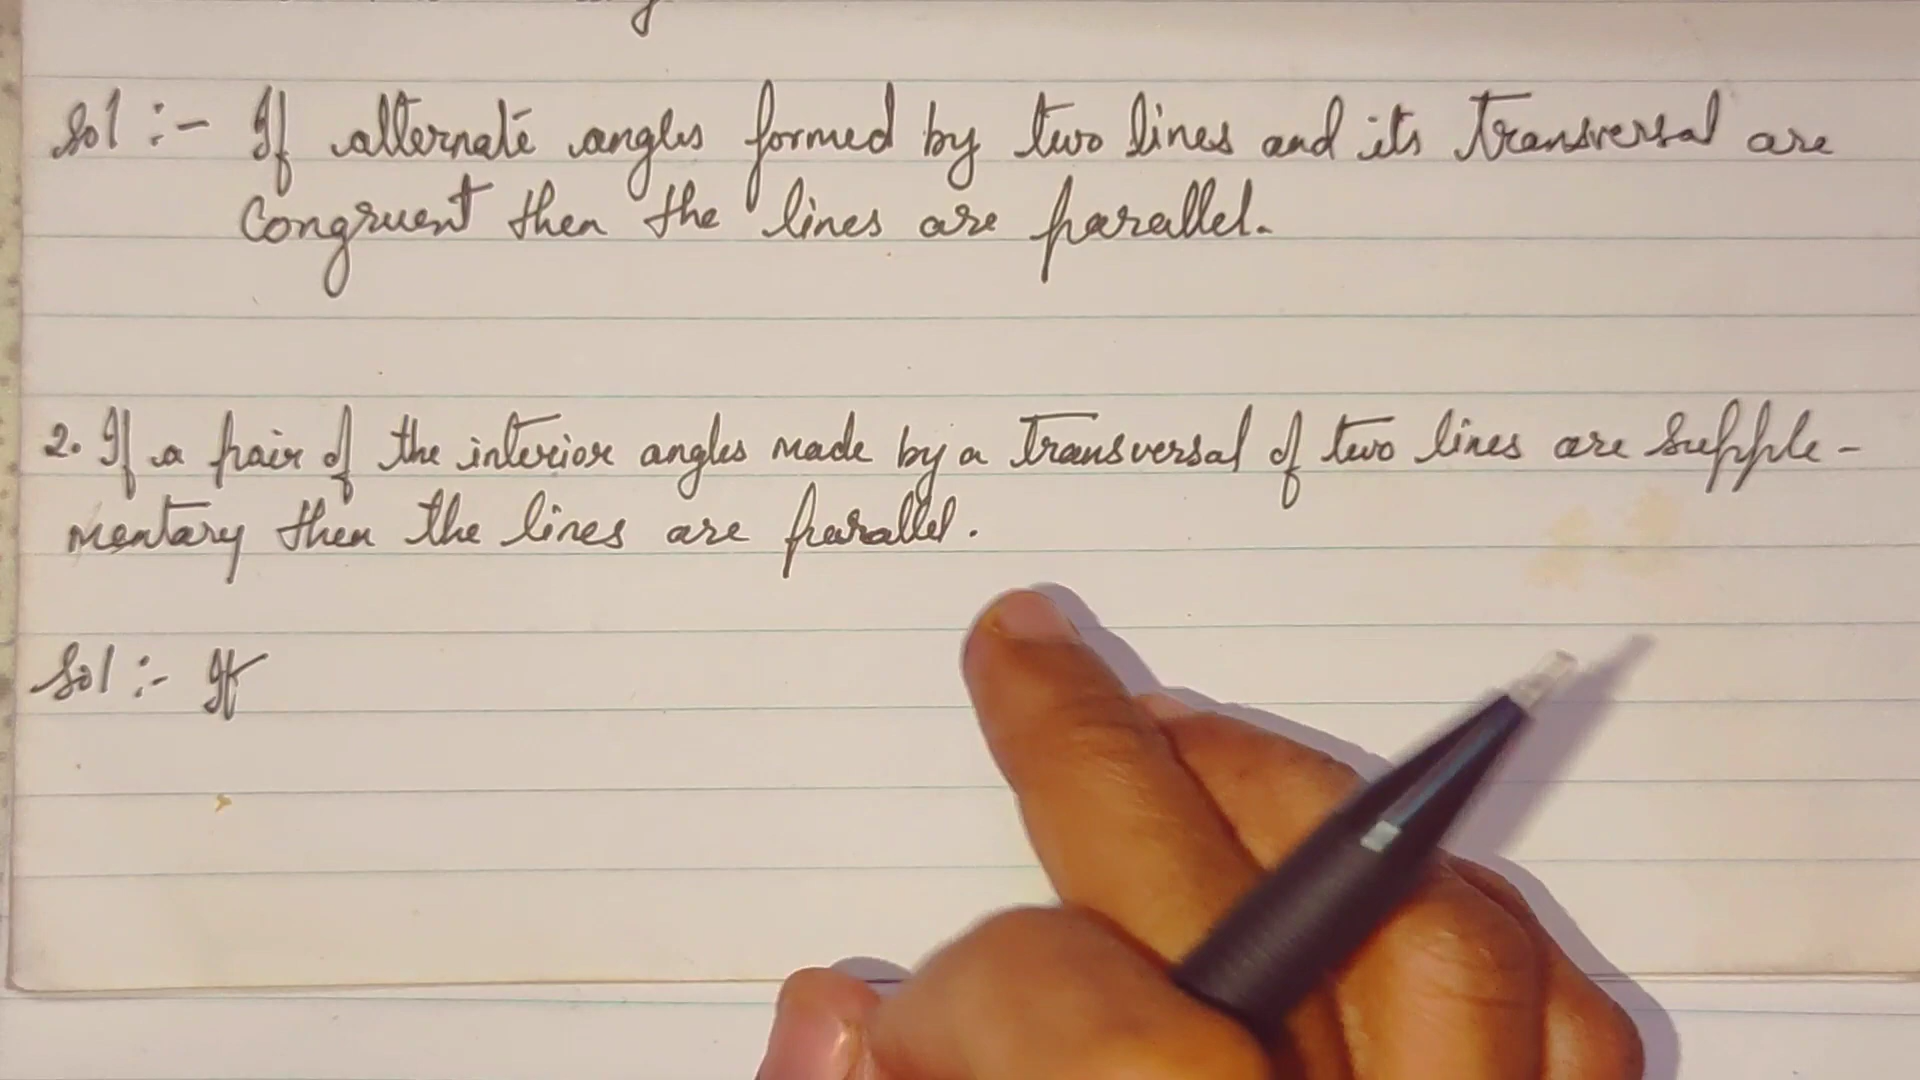 Sol :- If alternate angles formed by two lines and its transversal are
Congruent then the lines are parallel.
2. If a pair of the interior angles made by a transversal of two lines are supple-
mentary then the lines are parallel.
Sol :- If